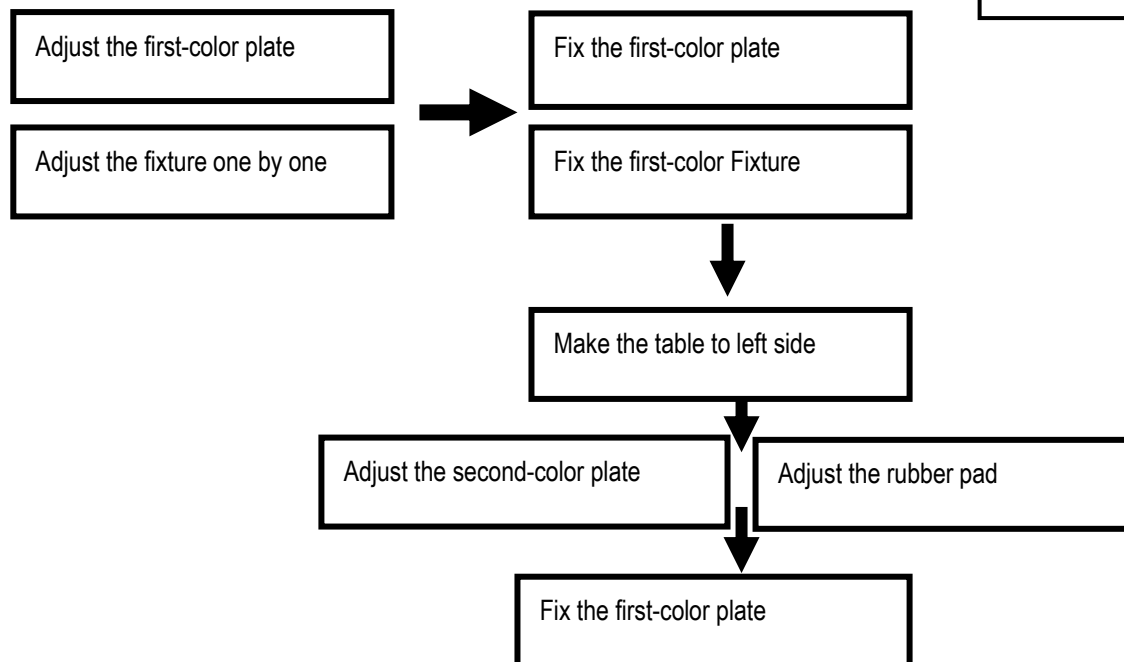 Adjust the first-color plate
Fix the first-color plate
Adjust the fixture one by one
Fix the first-color Fixture
Make the table to left side
Adjust the second-color plate
Adjust the rubber pad
Fix the first-color plate